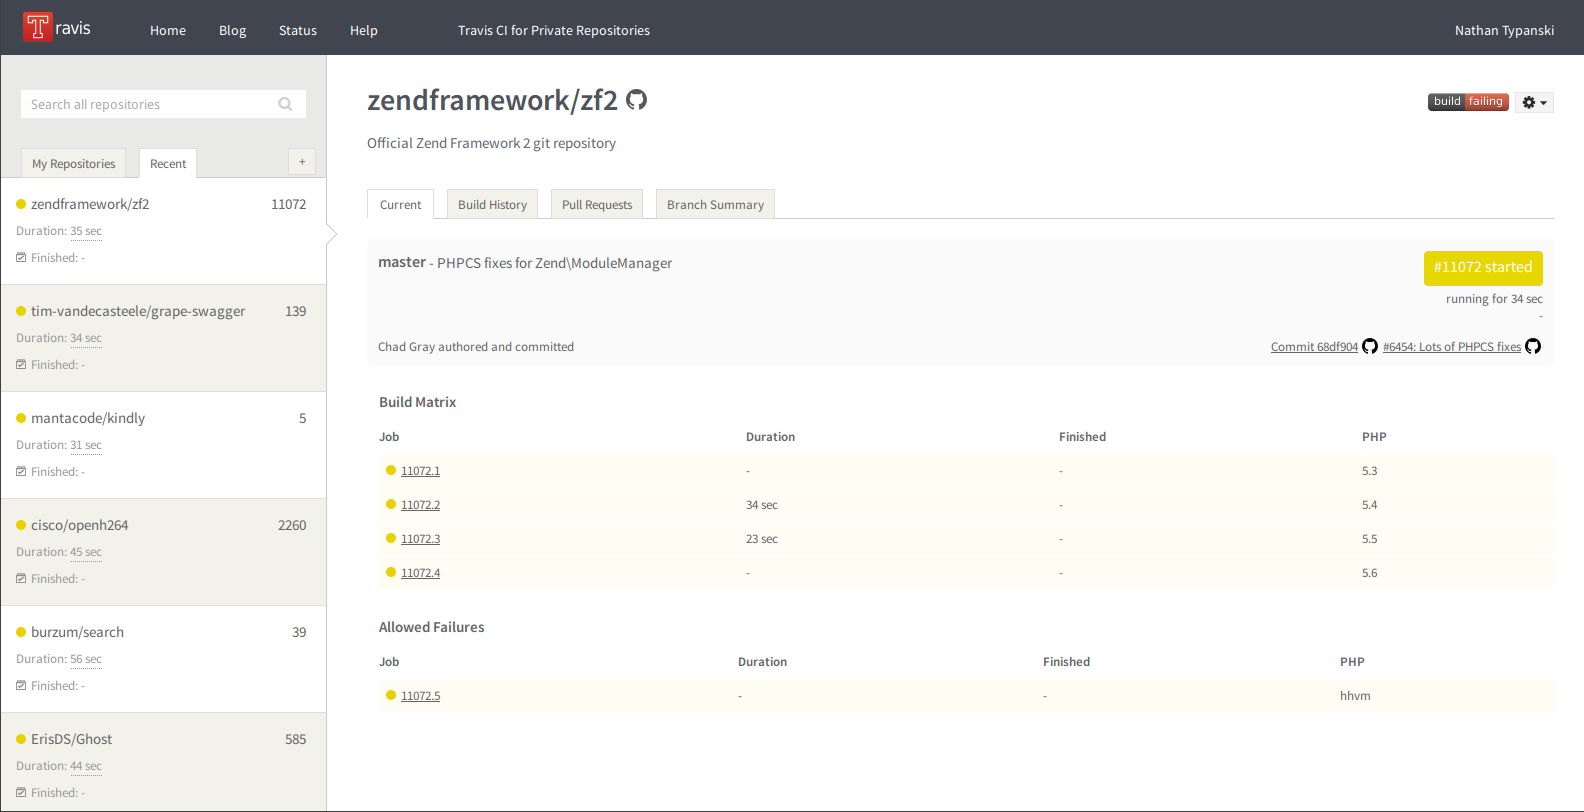 Travis
Home Blog Status Help Travis CI for Private Repositories Nathan Typanski
Search all repositories
My Repositories Recent +
zendframework/zf2 11072
Duration: 35 sec
Finished: -
tim-vandecasteele/grape-swagger 139
Duration: 34 sec
Finished: -
mantacode/kindly 5
Duration: 31 sec
Finished: -
cisco/openh264 2260
Duration: 45 sec
Finished: -
burzum/search 39
Duration: 56 sec
Finished: -
ErisDS/Ghost 585
Duration: 44 sec
Finished: -
zendframework/zf2
build failing
Official Zend Framework 2 git repository
Current Build History Pull Requests Branch Summary
master - PHPCS fixes for Zend\ModuleManager
#11072 started
running for 34 sec
-
Chad Gray authored and committed
Commit 68df904 #6454: Lots of PHPCS fixes
Build Matrix
Job Duration Finished PHP
11072.1 - - 5.3
11072.2 34 sec - 5.4
11072.3 23 sec - 5.5
11072.4 - - 5.6
Allowed Failures
Job Duration Finished PHP
11072.5 - - hhvm